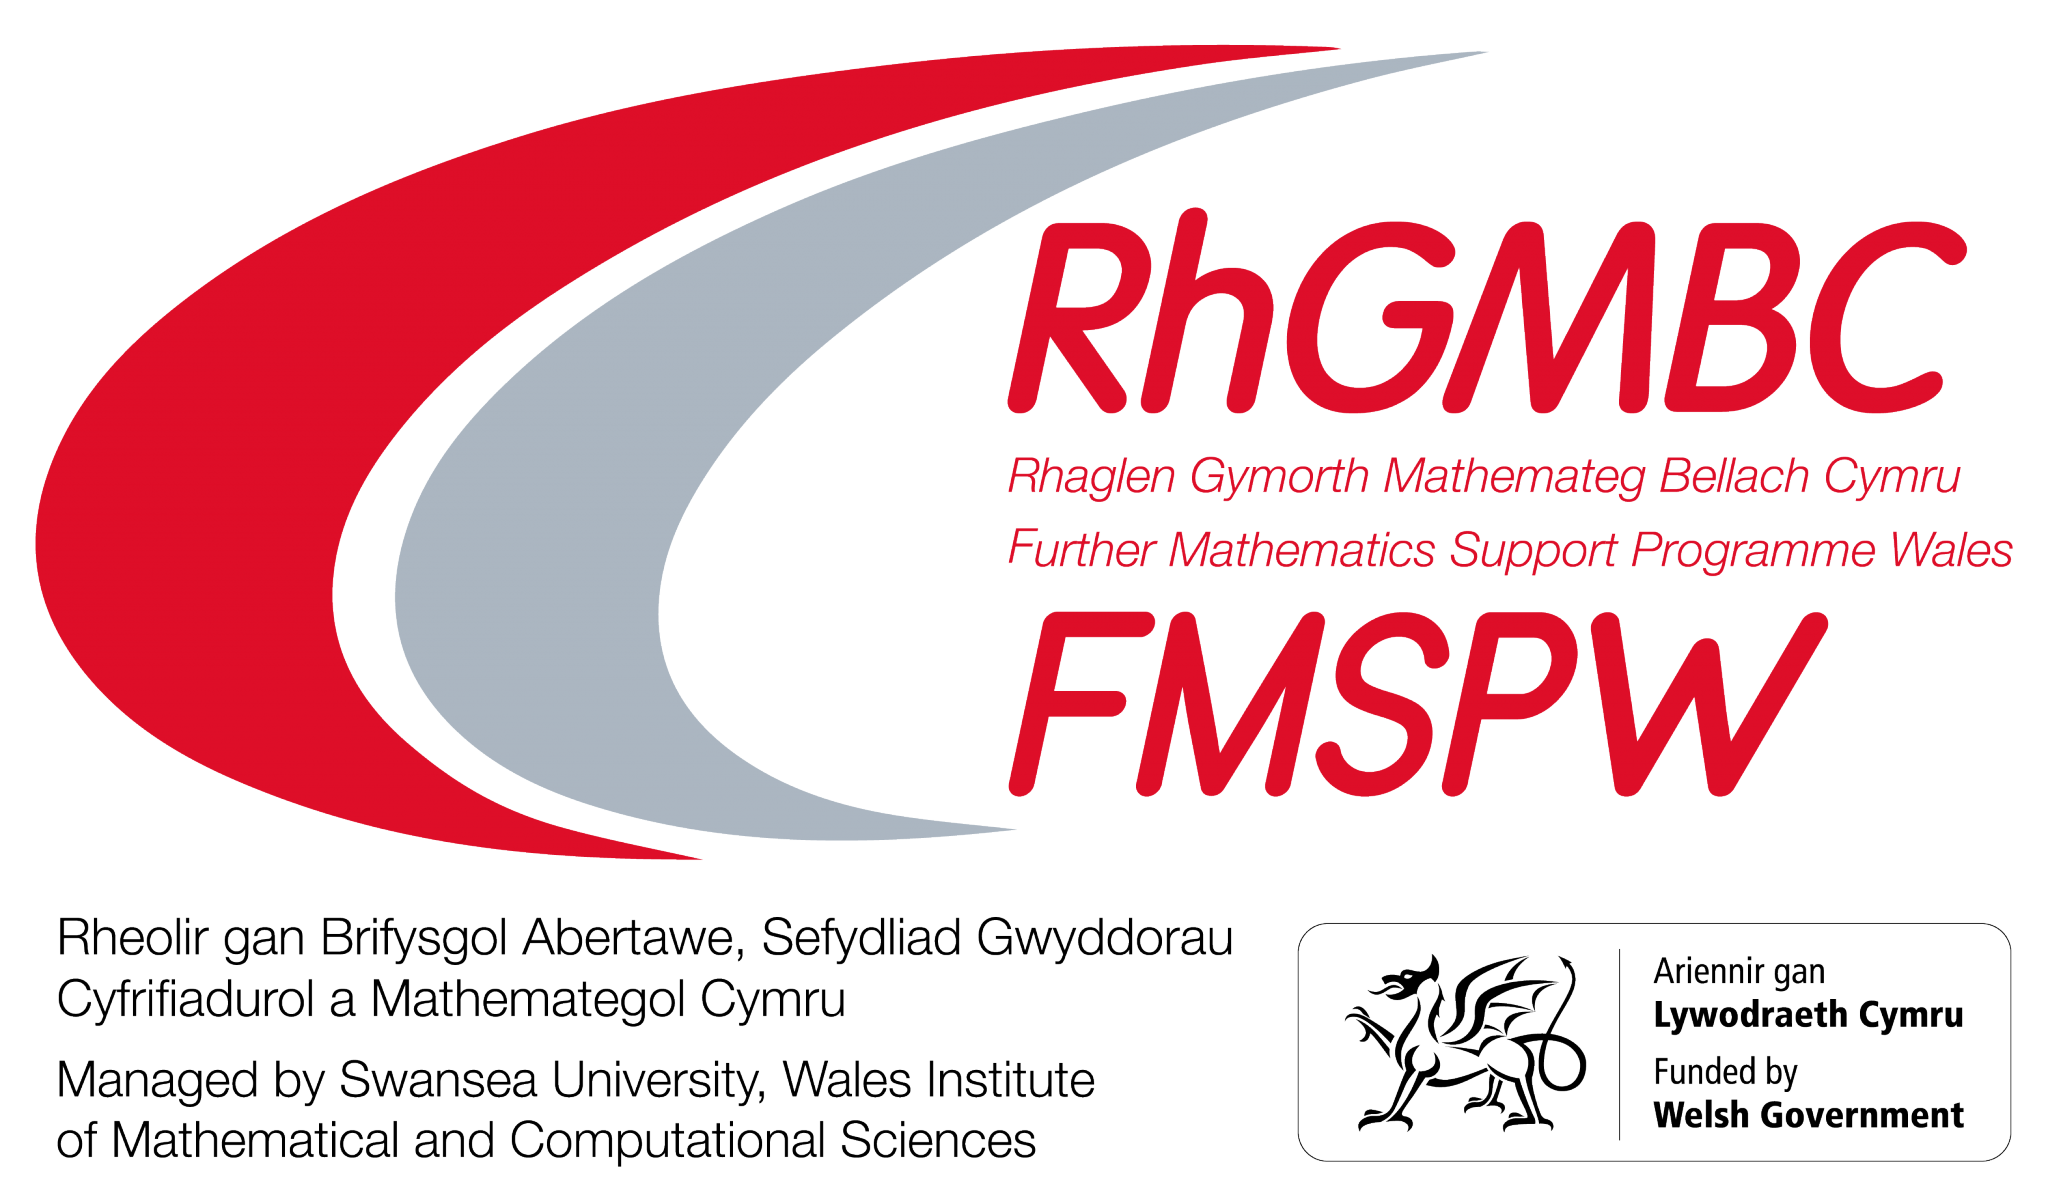 RhGMBC
Rhaglen Gymorth Mathemateg Bellach Cymru
Further Mathematics Support Programme Wales
FMSPW
Rheolir gan Brifysgol Abertawe, Sefydliad Gwyddorau
Cyfrifiadurol a Mathemategol Cymru
Managed by Swansea University, Wales Institute
of Mathematical and Computational Sciences
Ariennir gan
Lywodraeth Cymru
Funded by
Welsh Government